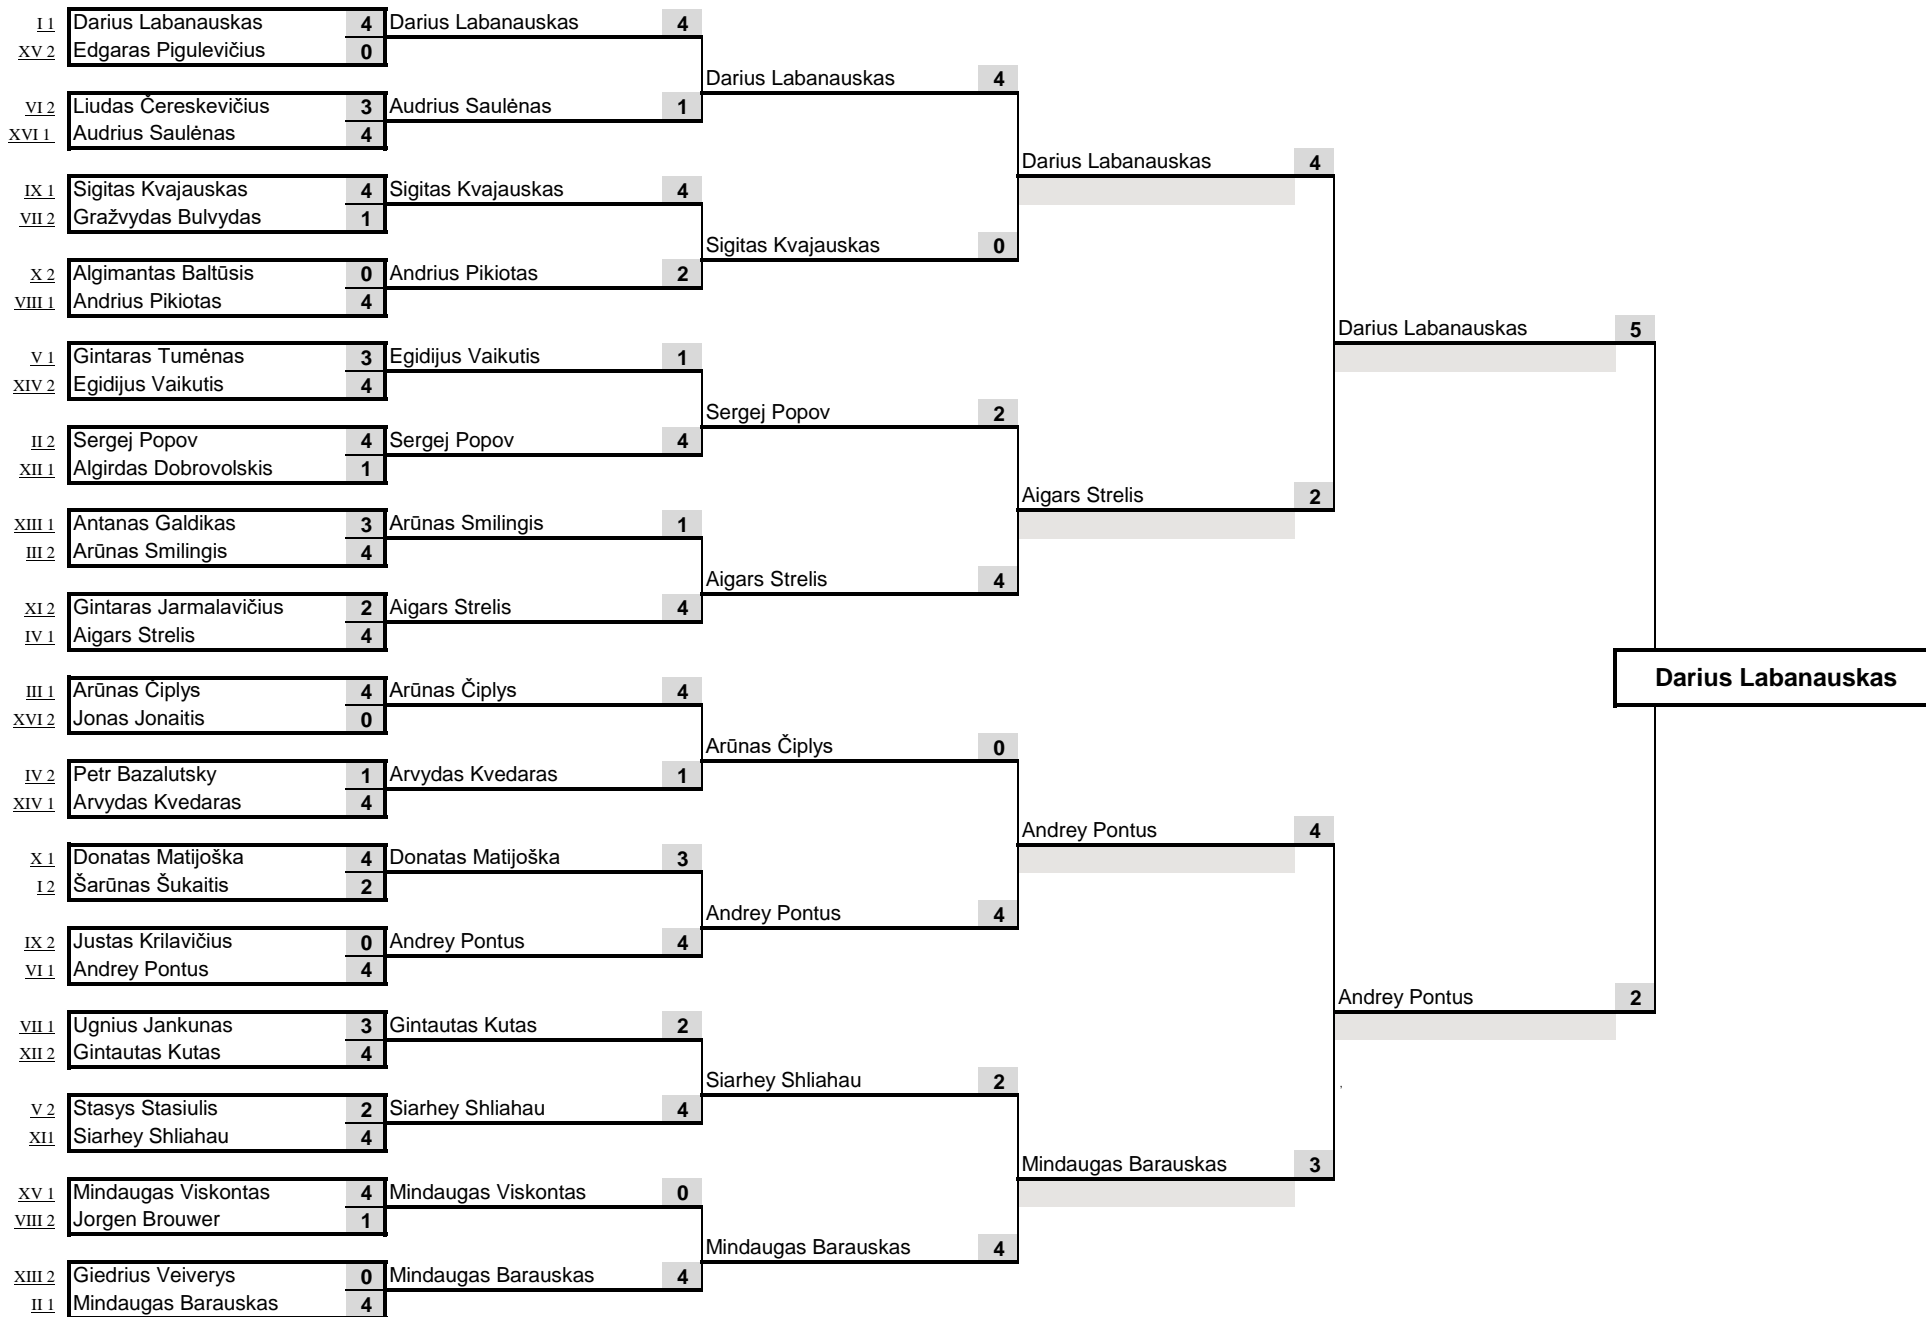 I 1 Darius Labanauskas 4 Darius Labanauskas 4
XV 2 Edgaras Pigulevičius 0
Darius Labanauskas 4
VI 2 Liudas Čereskevičius 3 Audrius Saulėnas 1
XVI 1 Audrius Saulėnas 4
Darius Labanauskas 4
IX 1 Sigitas Kvajauskas 4 Sigitas Kvajauskas 4
VII 2 Gražvydas Bulvydas 1
Sigitas Kvajauskas 0
X 2 Algimantas Baltūsis 0 Andrius Pikiotas 2
VIII 1 Andrius Pikiotas 4
Darius Labanauskas 5
V 1 Gintaras Tumėnas 3 Egidijus Vaikutis 1
XIV 2 Egidijus Vaikutis 4
Sergej Popov 2
II 2 Sergej Popov 4 Sergej Popov 4
XII 1 Algirdas Dobrovolskis 1
Aigars Strelis 2
XIII 1 Antanas Galdikas 3 Arūnas Smilingis 1
III 2 Arūnas Smilingis 4
Aigars Strelis 4
XI 2 Gintaras Jarmalavičius 2 Aigars Strelis 4
IV 1 Aigars Strelis 4
Darius Labanauskas
III 1 Arūnas Čiplys 4 Arūnas Čiplys 4
XVI 2 Jonas Jonaitis 0
Arūnas Čiplys 0
IV 2 Petr Bazalutsky 1 Arvydas Kvedaras 1
XIV 1 Arvydas Kvedaras 4
Andrey Pontus 4
X 1 Donatas Matijoška 4 Donatas Matijoška 3
I 2 Šarūnas Šukaitis 2
Andrey Pontus 4
IX 2 Justas Krilavičius 0 Andrey Pontus 4
VI 1 Andrey Pontus 4
Andrey Pontus 2
VII 1 Ugnius Jankunas 3 Gintautas Kutas 2
XII 2 Gintautas Kutas 4
Siarhey Shliahau 2
V 2 Stasys Stasiulis 2 Siarhey Shliahau 4
XI1 Siarhey Shliahau 4
Mindaugas Barauskas 3
XV 1 Mindaugas Viskontas 4 Mindaugas Viskontas 0
VIII 2 Jorgen Brouwer 1
Mindaugas Barauskas 4
XIII 2 Giedrius Veiverys 0 Mindaugas Barauskas 4
II 1 Mindaugas Barauskas 4